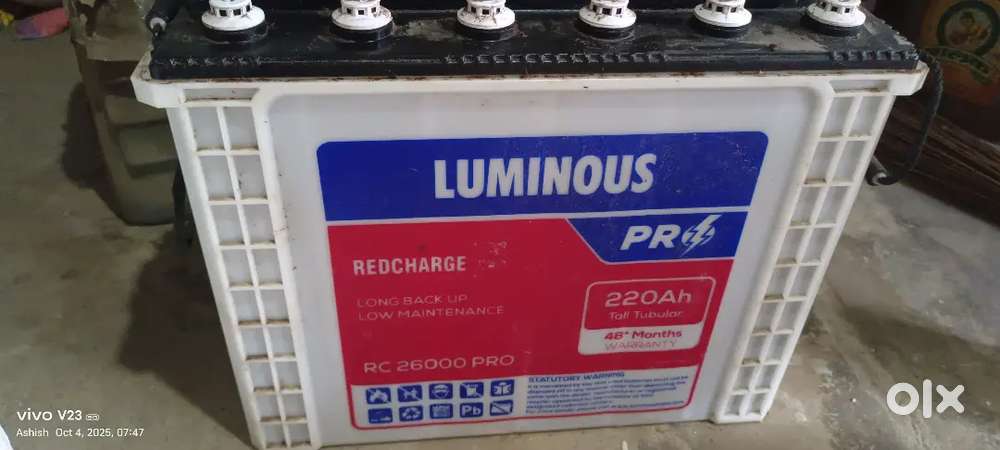 LUMINOUS
PRO
REDCHARGE
LONG BACK UP
LOW MAINTENANCE
220Ah
Tall Tubular
48* Months
WARRANTY
RC 26000 PRO
STATUTORY WARNING
Pb
vivo V23 5G
Ashish Oct 4, 2025, 07:47
olx